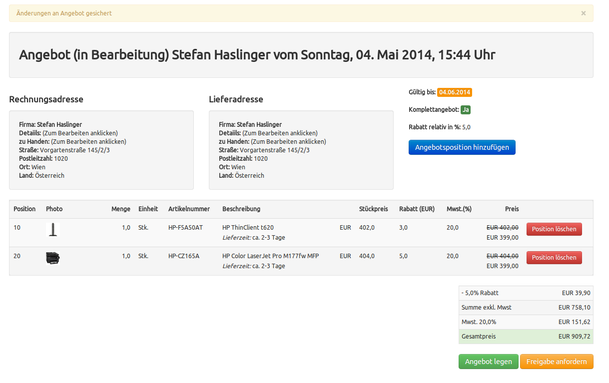 Änderungen an Angebot gesichert ×
Angebot (in Bearbeitung) Stefan Haslinger vom Sonntag, 04. Mai 2014, 15:44 Uhr
Rechnungsadresse
Firma: Stefan Haslinger
Details: (Zum Bearbeiten anklicken)
zu Handen: (Zum Bearbeiten anklicken)
Straße: Vorgartenstraße 145/2/3
Postleitzahl: 1020
Ort: Wien
Land: Österreich
Lieferadresse
Firma: Stefan Haslinger
Details: (Zum Bearbeiten anklicken)
zu Handen: (Zum Bearbeiten anklicken)
Straße: Vorgartenstraße 145/2/3
Postleitzahl: 1020
Ort: Wien
Land: Österreich
Gültig bis: 04.06.2014
Komplettangebot: Ja
Rabatt relativ in %: 5,0
Angebotsposition hinzufügen
Position Photo Menge Einheit Artikelnummer Beschreibung Stückpreis Rabatt (EUR) Mwst.(%) Preis
10 1,0 Stk. HP-F5A50AT HP ThinClient t620 EUR 402,0 3,0 20,0 EUR 402,00 Position löschen
Lieferzeit: ca. 2-3 Tage EUR 399,00
20 1,0 Stk. HP-CZ165A HP Color LaserJet Pro M177fw MFP EUR 404,0 5,0 20,0 EUR 404,00 Position löschen
Lieferzeit: ca. 2-3 Tage EUR 399,00
- 5,0% Rabatt EUR 39,90
Summe exkl. Mwst EUR 758,10
Mwst. 20,0% EUR 151,62
Gesamtpreis EUR 909,72
Angebot legen Freigabe anfordern